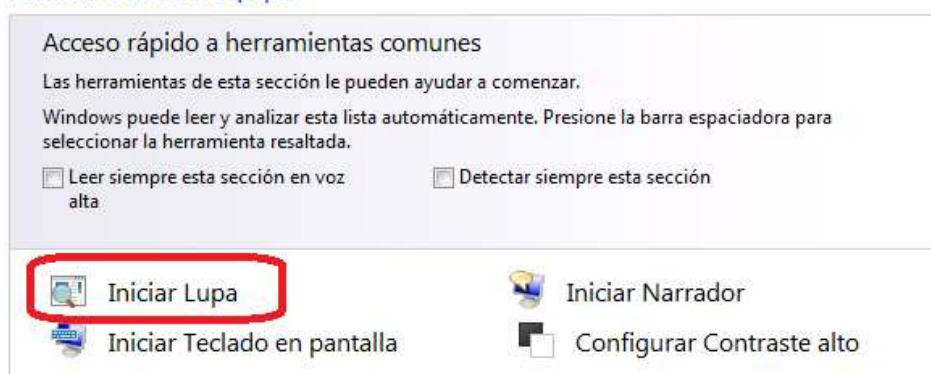 Acceso rápido a herramientas comunes
Las herramientas de esta sección le pueden ayudar a comenzar.
Windows puede leer y analizar esta lista automáticamente. Presione la barra espaciadora para
seleccionar la herramienta resaltada.
Leer siempre esta sección en voz
alta
Detectar siempre esta sección
Iniciar Lupa
Iniciar Narrador
Iniciar Teclado en pantalla
Configurar Contraste alto